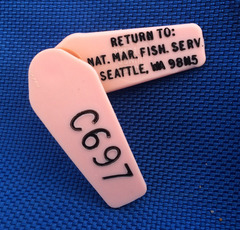 RETURN TO:
NAT. MAR. FISH. SERV
SEATTLE, WA 98115
C697